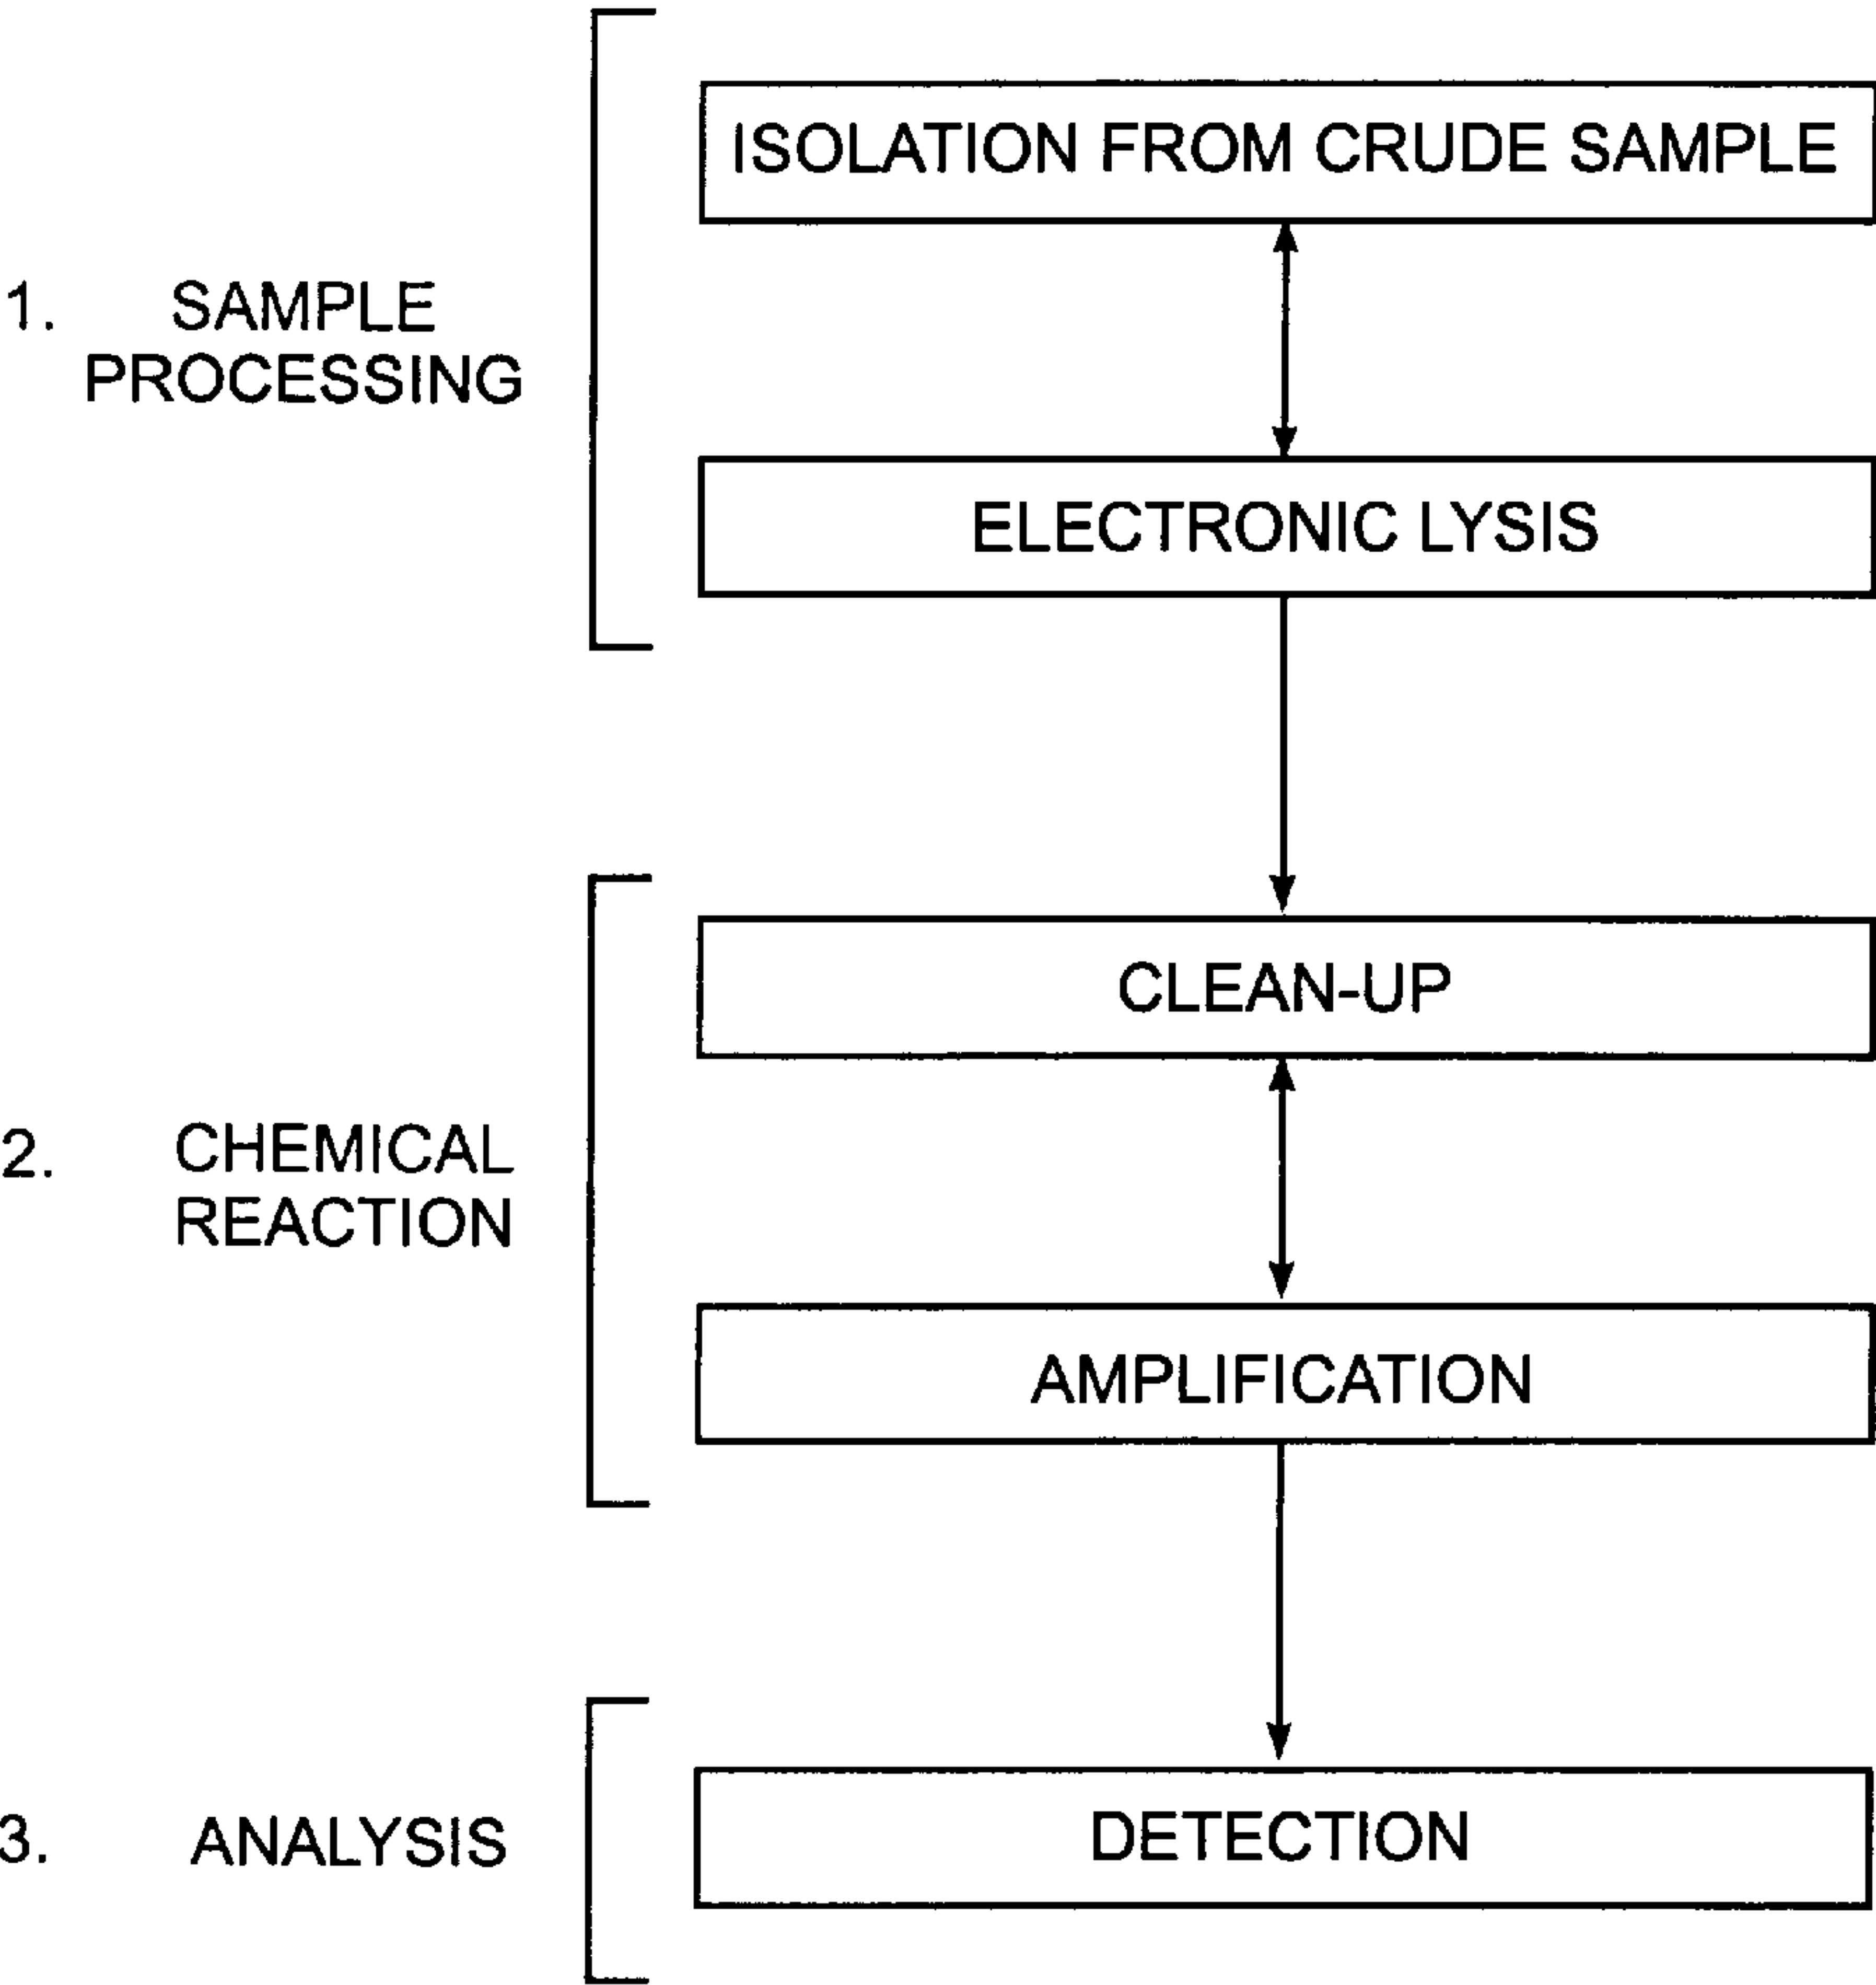 1. SAMPLE
PROCESSING
ISOLATION FROM CRUDE SAMPLE
ELECTRONIC LYSIS
2. CHEMICAL
REACTION
CLEAN-UP
AMPLIFICATION
3. ANALYSIS
DETECTION